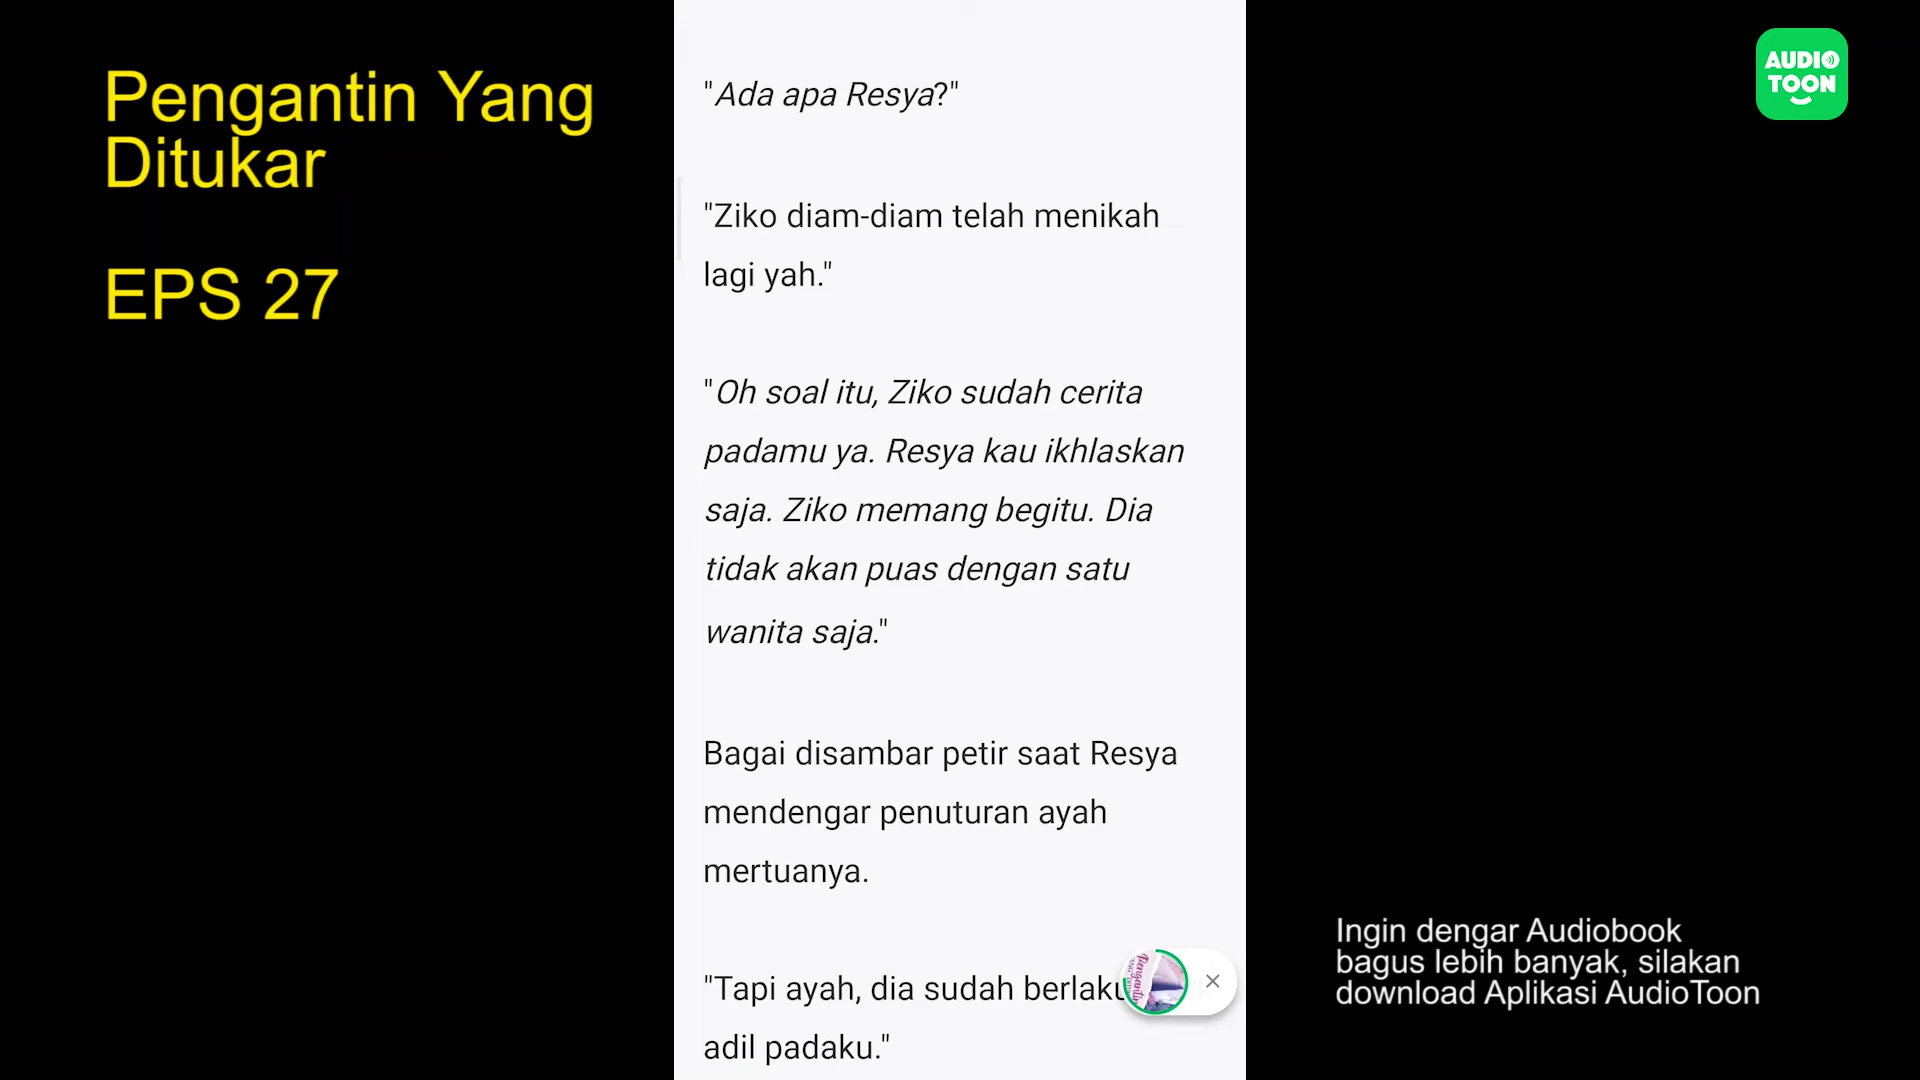 Pengantin Yang
Ditukar
EPS 27
"Ada apa Resya?"
"Ziko diam-diam telah menikah
lagi yah."
"Oh soal itu, Ziko sudah cerita
padamu ya. Resya kau ikhlaskan
saja. Ziko memang begitu. Dia
tidak akan puas dengan satu
wanita saja."
Bagai disambar petir saat Resya
mendengar penuturan ayah
mertuanya.
"Tapi ayah, dia sudah berlaku
adil padaku."
Pengantin
AUDIO
TOON
Ingin dengar Audiobook
bagus lebih banyak, silakan
download Aplikasi AudioToon